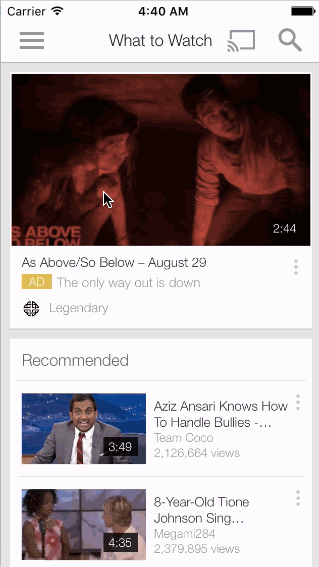 Carrier 4:40 AM
What to Watch
AS ABOVE
SO BELOW
2:44
As Above/So Below – August 29
AD The only way out is down
Legendary
Recommended
Aziz Ansari Knows How
To Handle Bullies -…
3:49
Team Coco
2,126,664 views
8-Year-Old Tione
Johnson Sing…
4:35
Megami284
2,379,895 views